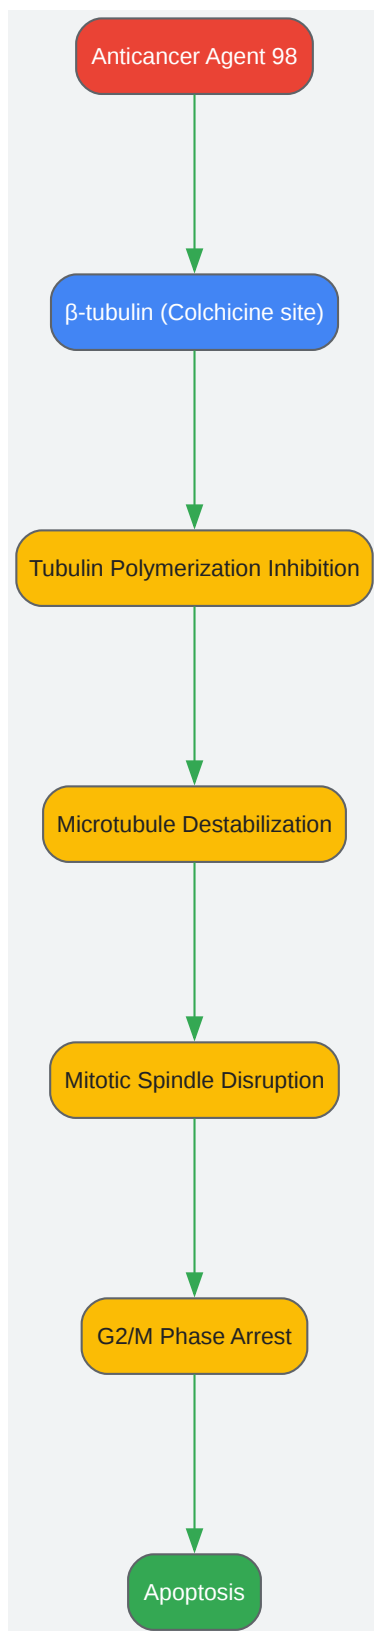 Anticancer Agent 98
β-tubulin (Colchicine site)
Tubulin Polymerization Inhibition
Microtubule Destabilization
Mitotic Spindle Disruption
G2/M Phase Arrest
Apoptosis